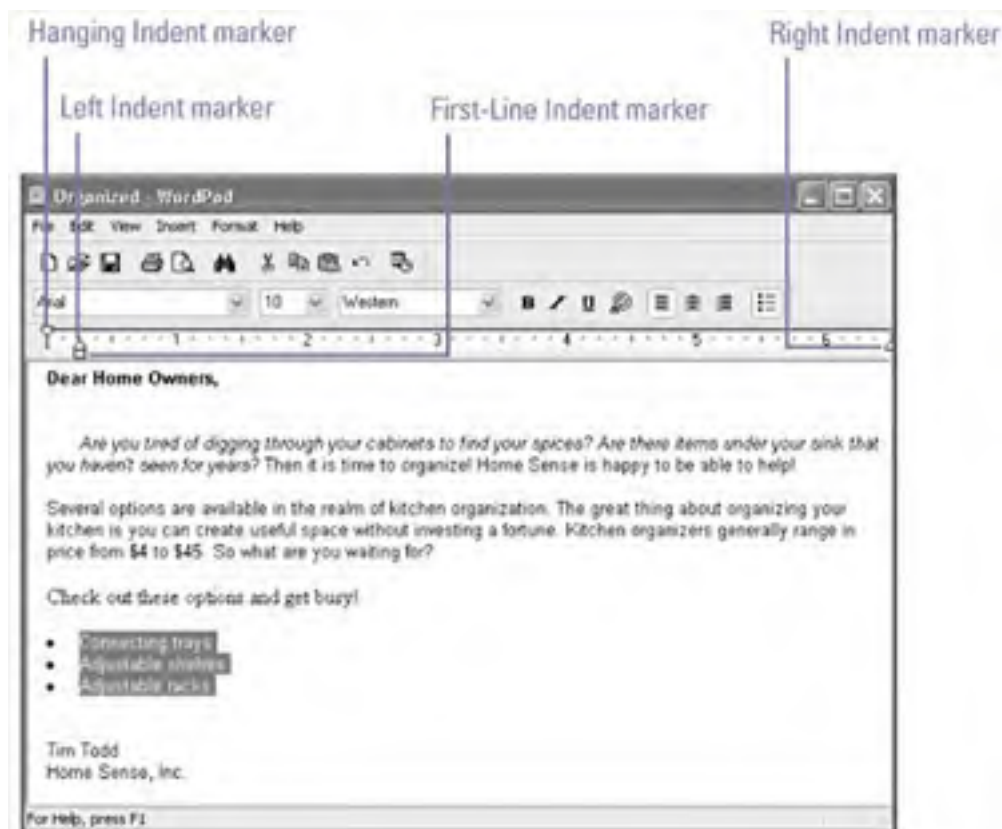 Hanging Indent marker
Right Indent marker
Left Indent marker
First-Line Indent marker
Organized - WordPad
File Edit View Insert Format Help
Arial 10 Western
1 2 3 4 5 6
Dear Home Owners,
Are you tired of digging through your cabinets to find your spices? Are there items under your sink that
you haven't seen for years? Then it is time to organize! Home Sense is happy to be able to help!
Several options are available in the realm of kitchen organization. The great thing about organizing your
kitchen is you can create useful space without investing a fortune. Kitchen organizers generally range in
price from $4 to $45. So what are you waiting for?
Check out these options and get busy!
• Connecting trays
• Adjustable shelves
• Adjustable racks
Tim Todd
Home Sense, Inc.
For Help, press F1